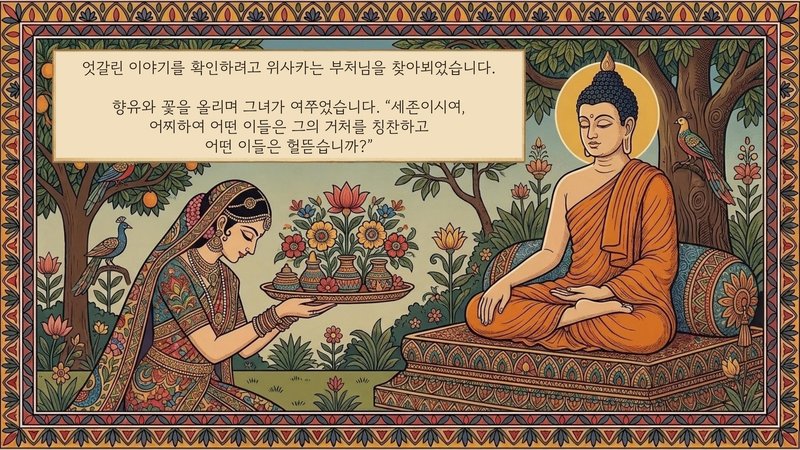 엇갈린 이야기를 확인하려고 위사카는 부처님을 찾아뵈었습니다.
향유와 꽃을 올리며 그녀가 여쭈었습니다. “세존이시여,
어찌하여 어떤 이들은 그의 거처를 칭찬하고
어떤 이들은 헐뜯습니까?”